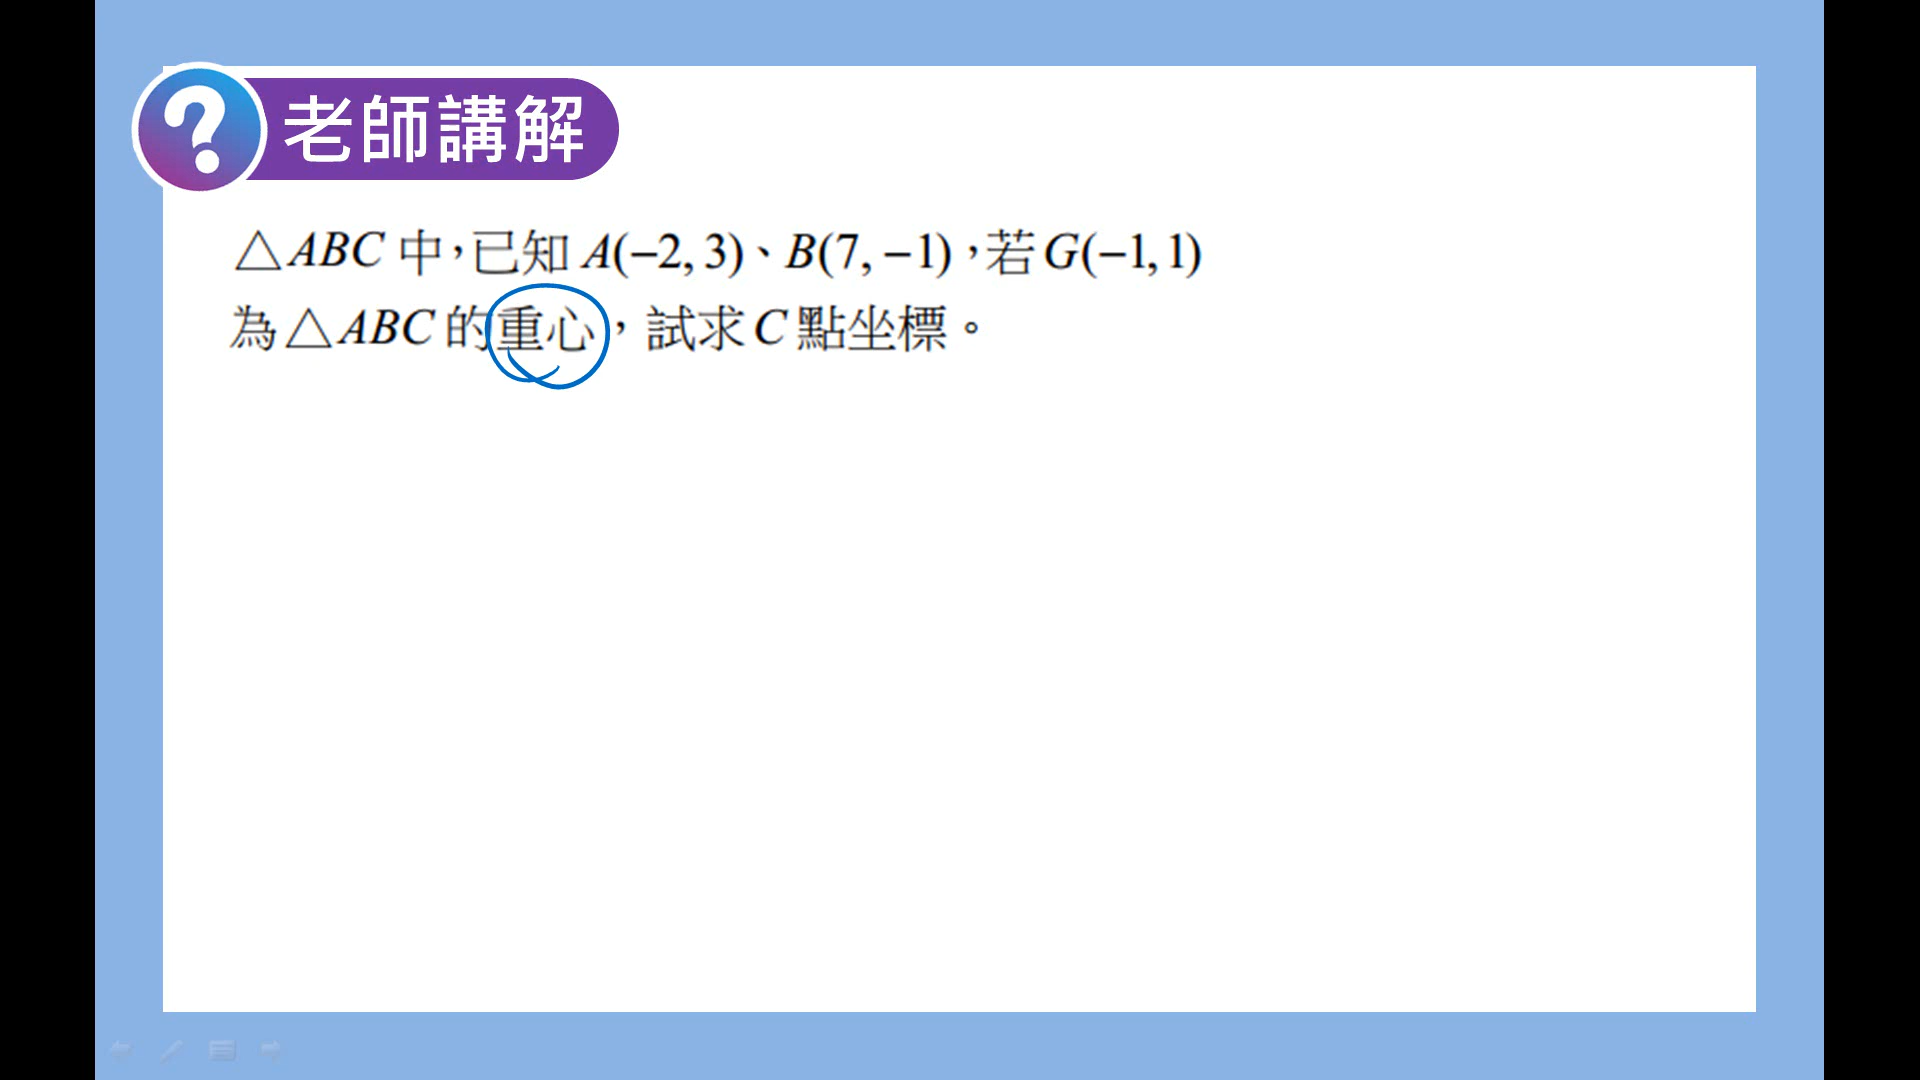 老師講解
△ABC 中，已知 A(−2, 3)、B(7, −1)，若 G(−1, 1)
為 △ABC 的重心，試求 C 點坐標。